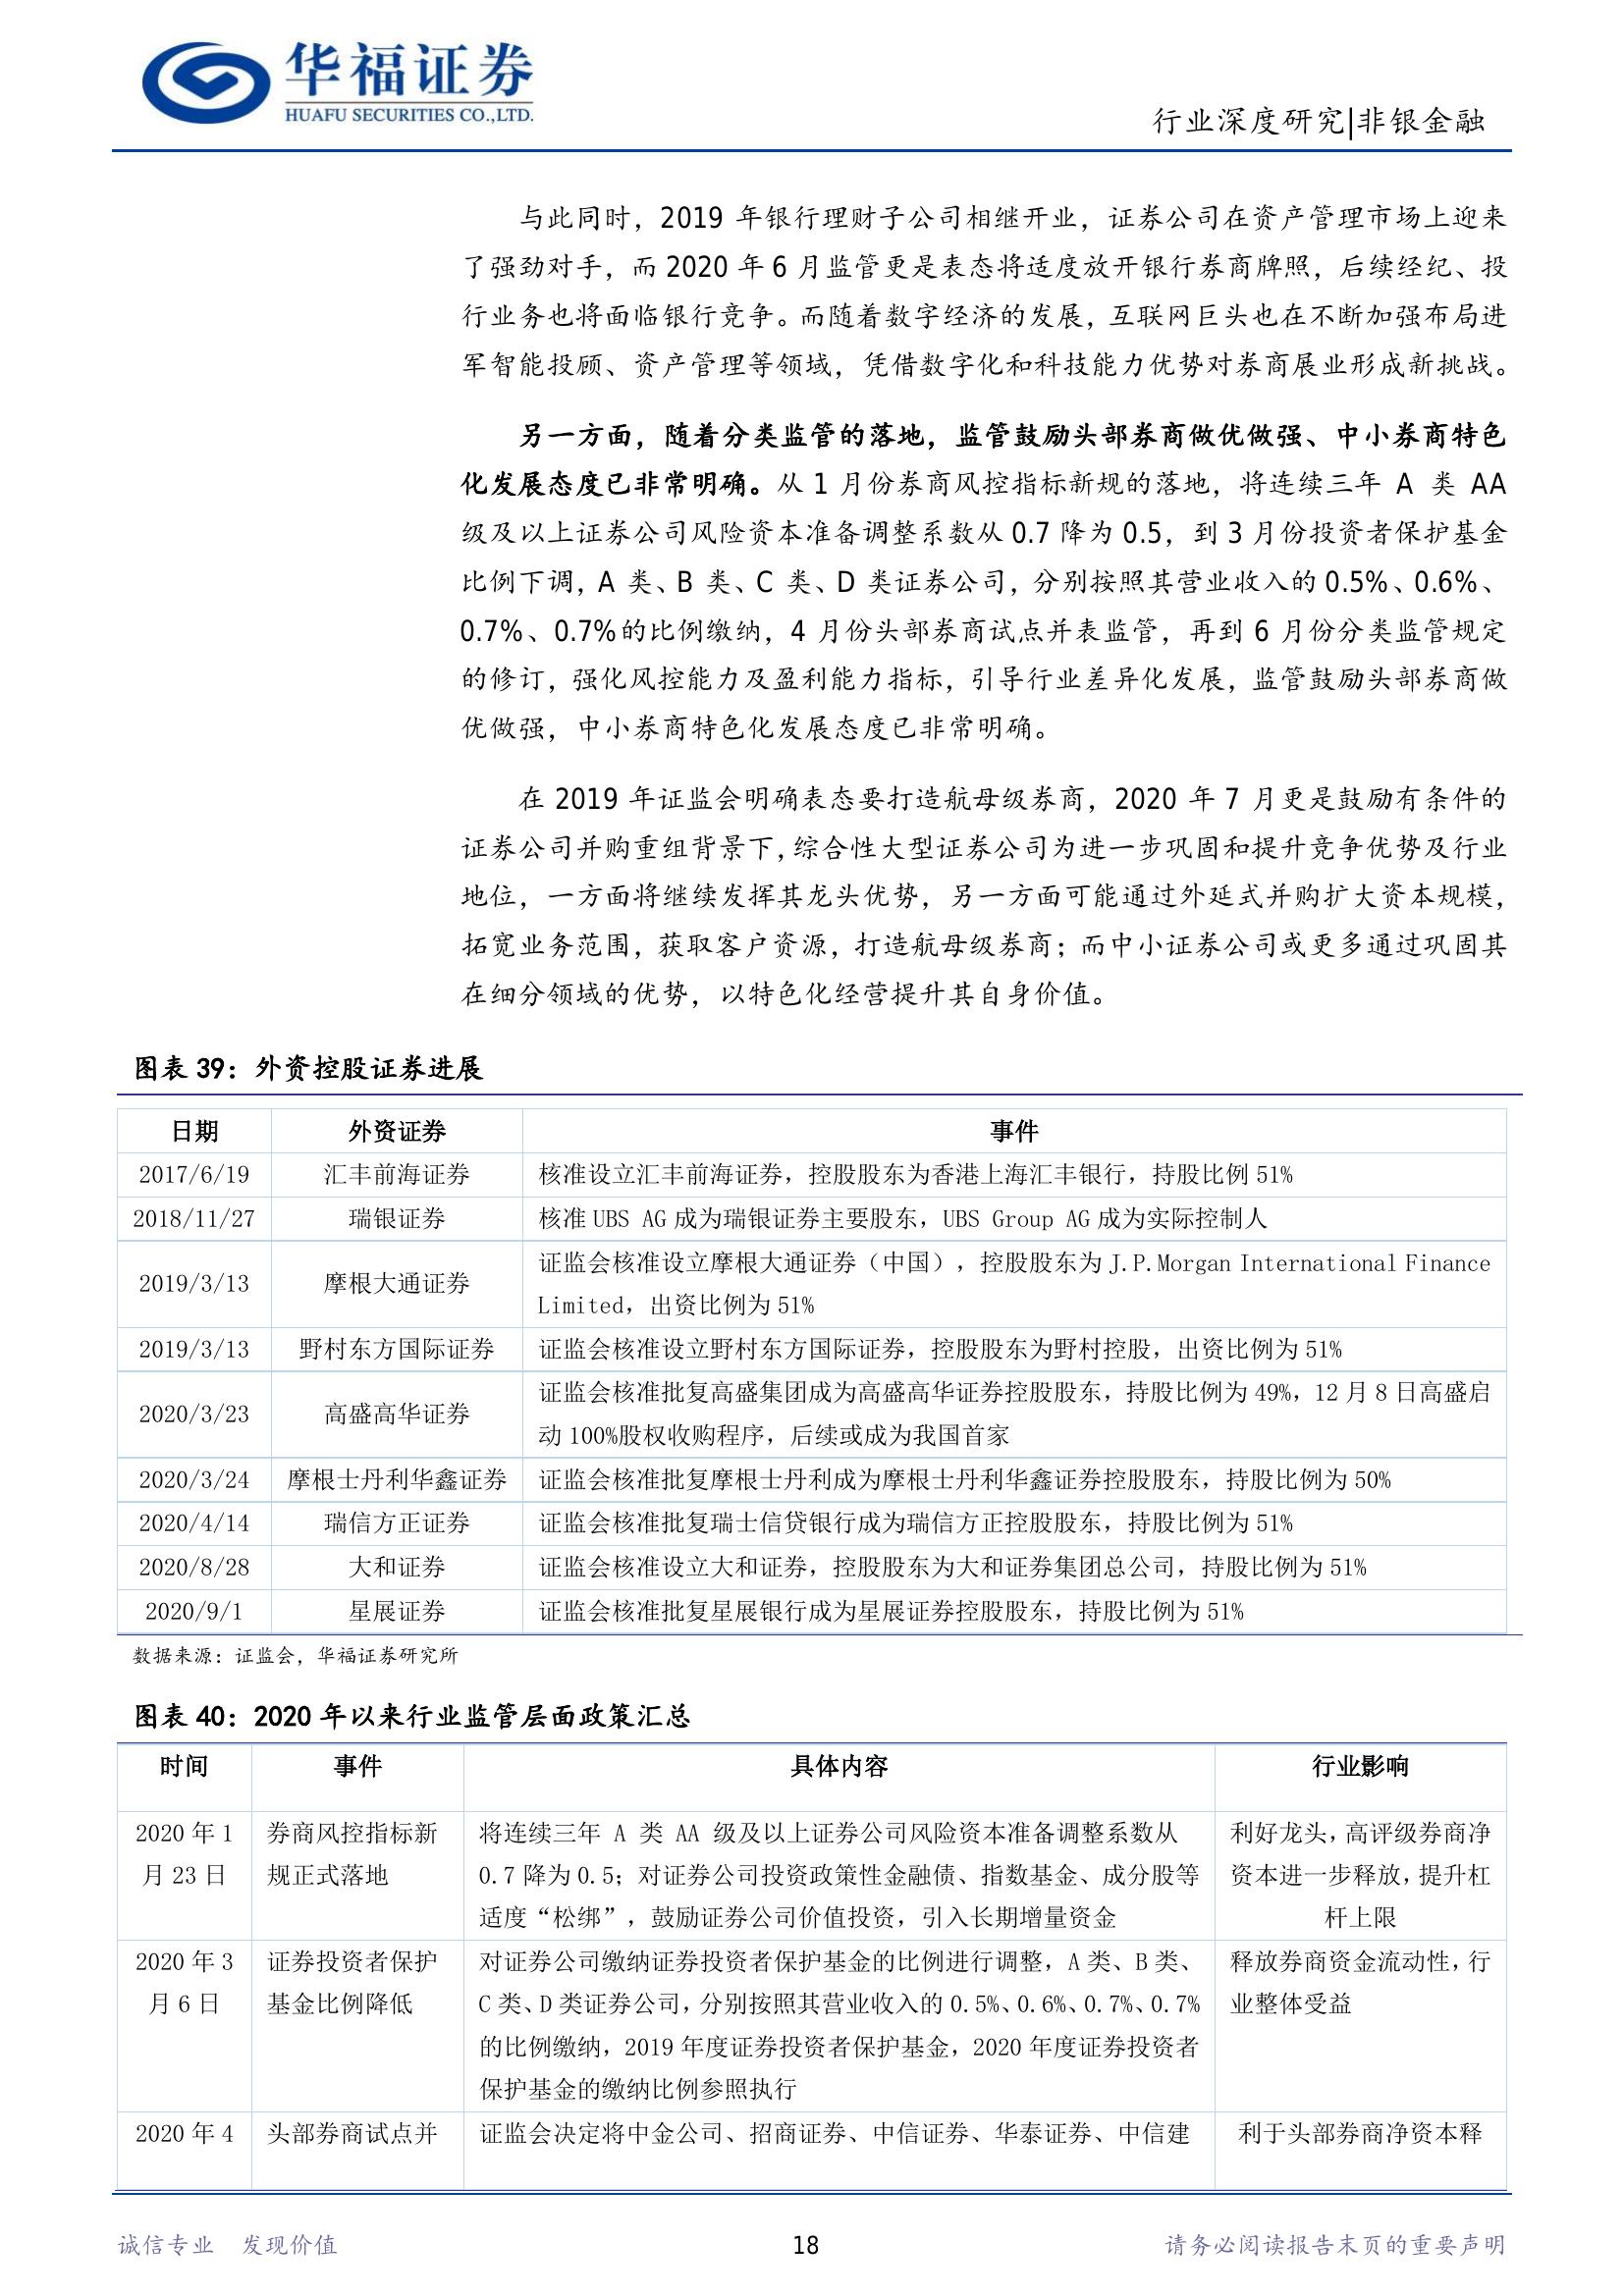 华福证券
HUAFU SECURITIES CO.,LTD.
行业深度研究|非银金融
与此同时，2019 年银行理财子公司相继开业，证券公司在资产管理市场上迎来
了强劲对手，而 2020 年 6 月监管更是表态将适度放开银行券商牌照，后续经纪、投
行业务也将面临银行竞争。而随着数字经济的发展，互联网巨头也在不断加强布局进
军智能投顾、资产管理等领域，凭借数字化和科技能力优势对券商展业形成新挑战。
另一方面，随着分类监管的落地，监管鼓励头部券商做优做强、中小券商特色
化发展态度已非常明确。从 1 月份券商风控指标新规的落地，将连续三年 A 类 AA
级及以上证券公司风险资本准备调整系数从 0.7 降为 0.5，到 3 月份投资者保护基金
比例下调，A 类、B 类、C 类、D 类证券公司，分别按照其营业收入的 0.5%、0.6%、
0.7%、0.7%的比例缴纳，4 月份头部券商试点并表监管，再到 6 月份分类监管规定
的修订，强化风控能力及盈利能力指标，引导行业差异化发展，监管鼓励头部券商做
优做强，中小券商特色化发展态度已非常明确。
在 2019 年证监会明确表态要打造航母级券商，2020 年 7 月更是鼓励有条件的
证券公司并购重组背景下，综合性大型证券公司为进一步巩固和提升竞争优势及行业
地位，一方面将继续发挥其龙头优势，另一方面可能通过外延式并购扩大资本规模，
拓宽业务范围，获取客户资源，打造航母级券商；而中小证券公司或更多通过巩固其
在细分领域的优势，以特色化经营提升其自身价值。
图表 39：外资控股证券进展
日期 外资证券 事件
2017/6/19 汇丰前海证券 核准设立汇丰前海证券，控股股东为香港上海汇丰银行，持股比例 51%
2018/11/27 瑞银证券 核准 UBS AG 成为瑞银证券主要股东，UBS Group AG 成为实际控制人
2019/3/13 摩根大通证券 证监会核准设立摩根大通证券（中国），控股股东为 J.P.Morgan International Finance
Limited，出资比例为 51%
2019/3/13 野村东方国际证券 证监会核准设立野村东方国际证券，控股股东为野村控股，出资比例为 51%
2020/3/23 高盛高华证券 证监会核准批复高盛集团成为高盛高华证券控股股东，持股比例为 49%，12 月 8 日高盛启
动 100%股权收购程序，后续或成为我国首家
2020/3/24 摩根士丹利华鑫证券 证监会核准批复摩根士丹利成为摩根士丹利华鑫证券控股股东，持股比例为 50%
2020/4/14 瑞信方正证券 证监会核准批复瑞士信贷银行成为瑞信方正控股股东，持股比例为 51%
2020/8/28 大和证券 证监会核准设立大和证券，控股股东为大和证券集团总公司，持股比例为 51%
2020/9/1 星展证券 证监会核准批复星展银行成为星展证券控股股东，持股比例为 51%
数据来源：证监会，华福证券研究所
图表 40：2020 年以来行业监管层面政策汇总
时间 事件 具体内容 行业影响
2020 年 1 券商风控指标新 将连续三年 A 类 AA 级及以上证券公司风险资本准备调整系数从 利好龙头，高评级券商净
月 23 日 规正式落地 0.7 降为 0.5；对证券公司投资政策性金融债、指数基金、成分股等 资本进一步释放，提升杠
适度“松绑”，鼓励证券公司价值投资，引入长期增量资金 杆上限
2020 年 3 证券投资者保护 对证券公司缴纳证券投资者保护基金的比例进行调整，A 类、B 类、 释放券商资金流动性，行
月 6 日 基金比例降低 C 类、D 类证券公司，分别按照其营业收入的 0.5%、0.6%、0.7%、0.7% 业整体受益
的比例缴纳，2019 年度证券投资者保护基金，2020 年度证券投资者
保护基金的缴纳比例参照执行
2020 年 4 头部券商试点并 证监会决定将中金公司、招商证券、中信证券、华泰证券、中信建 利于头部券商净资本释
诚信专业 发现价值 18 请务必阅读报告末页的重要声明